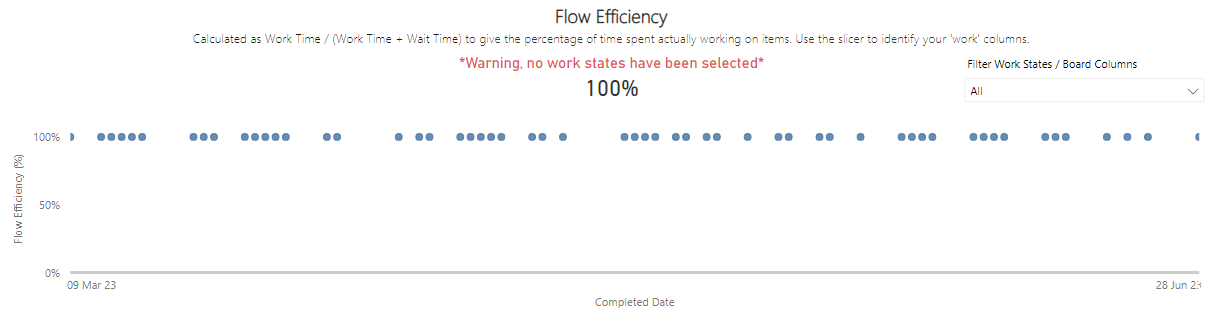 Flow Efficiency
Calculated as Work Time / (Work Time + Wait Time) to give the percentage of time spent actually working on items. Use the slicer to identify your 'work' columns.
*Warning, no work states have been selected*
Filter Work States / Board Columns
100%
All
100%
Flow Efficiency (%)
50%
0%
09 Mar 23
28 Jun 23
Completed Date